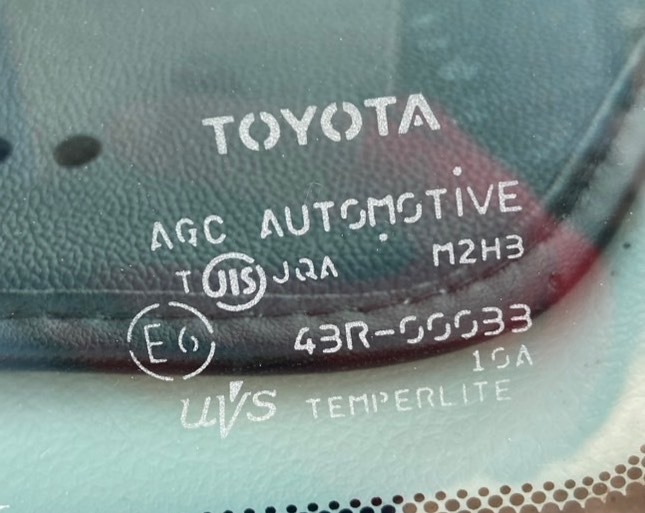 TOYOTA
AGC AUTOMOTIVE
T JIS JQA M2H3
E6 43R-00033
10A
UVS TEMPERLITE